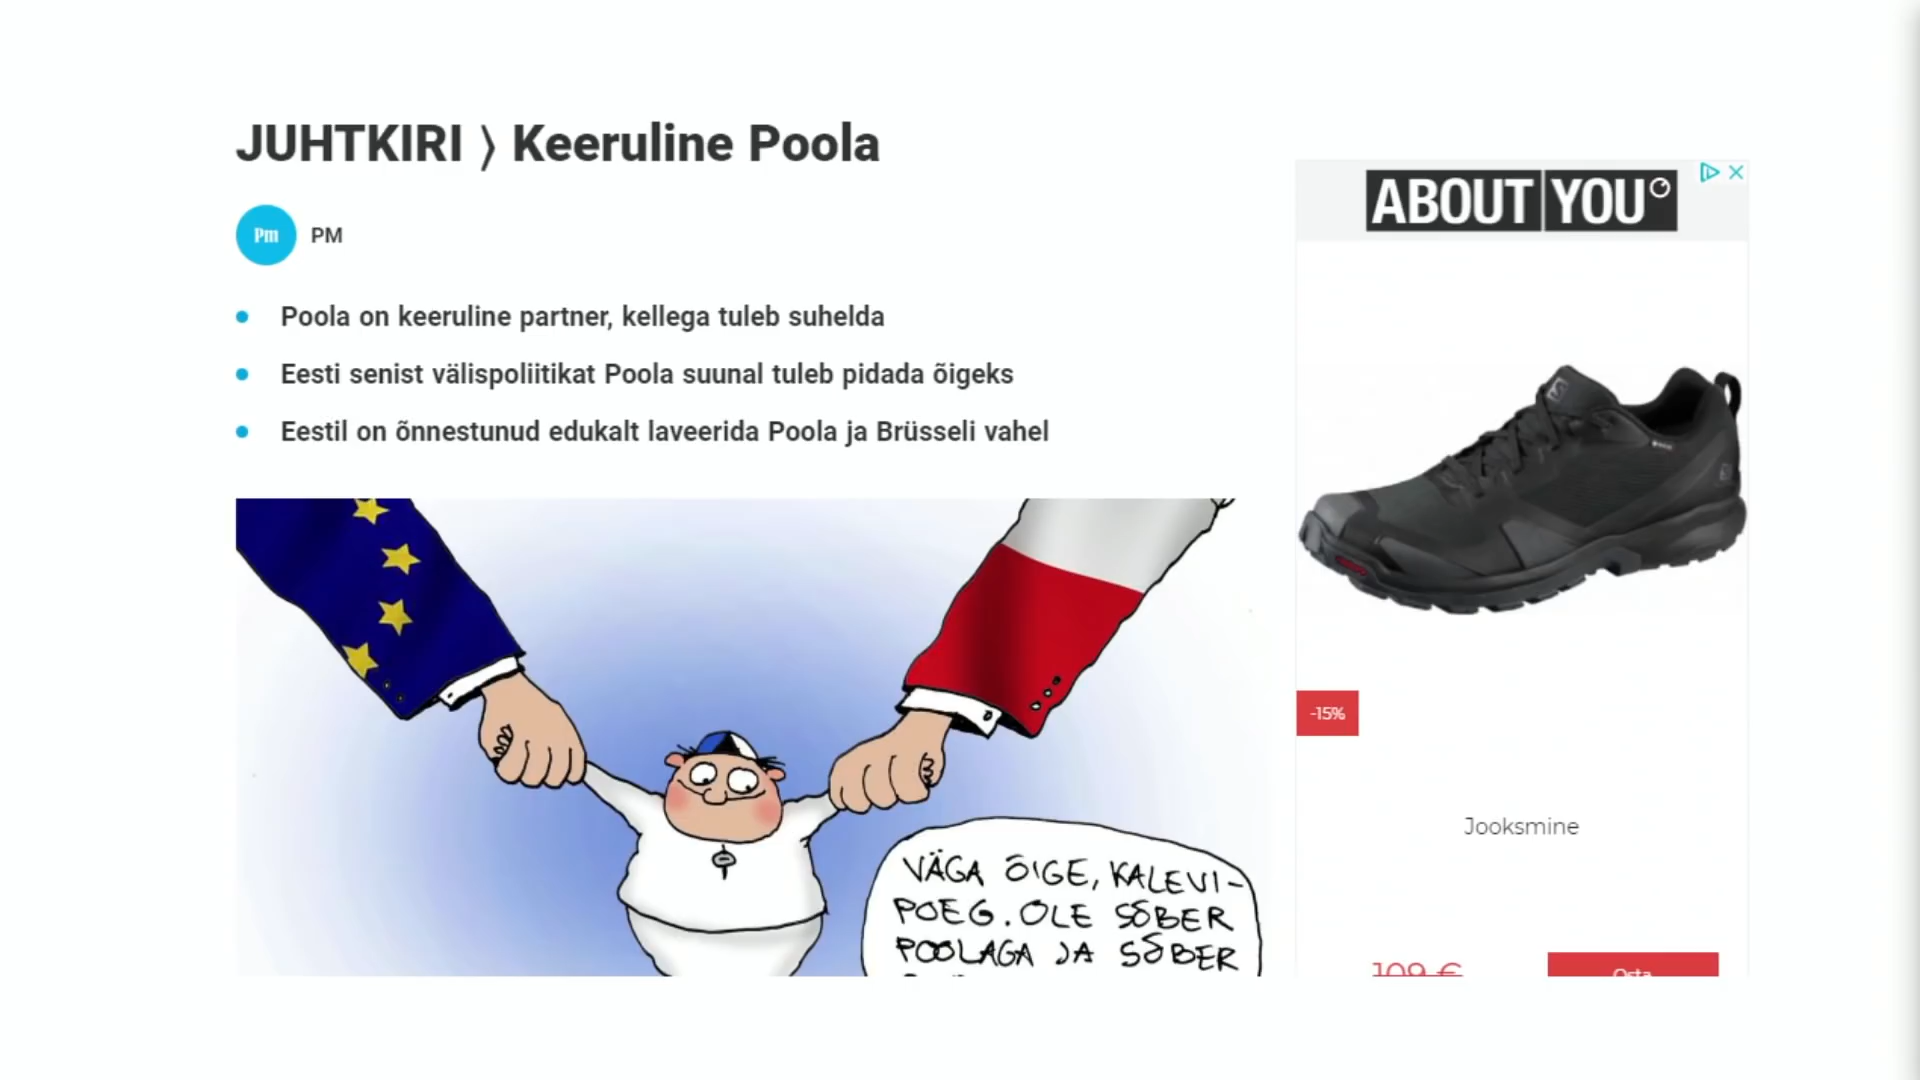 JUHTKIRI ⟩ Keeruline Poola
Pm PM
Poola on keeruline partner, kellega tuleb suhelda
Eesti senist välispoliitikat Poola suunal tuleb pidada õigeks
Eestil on õnnestunud edukalt laveerida Poola ja Brüsseli vahel
VÄGA ÕIGE, KALEVI-
POEG. OLE SÕBER
POOLAGA JA SÕBER
ABOUT YOU
-15%
Jooksmine
109 €
Osta